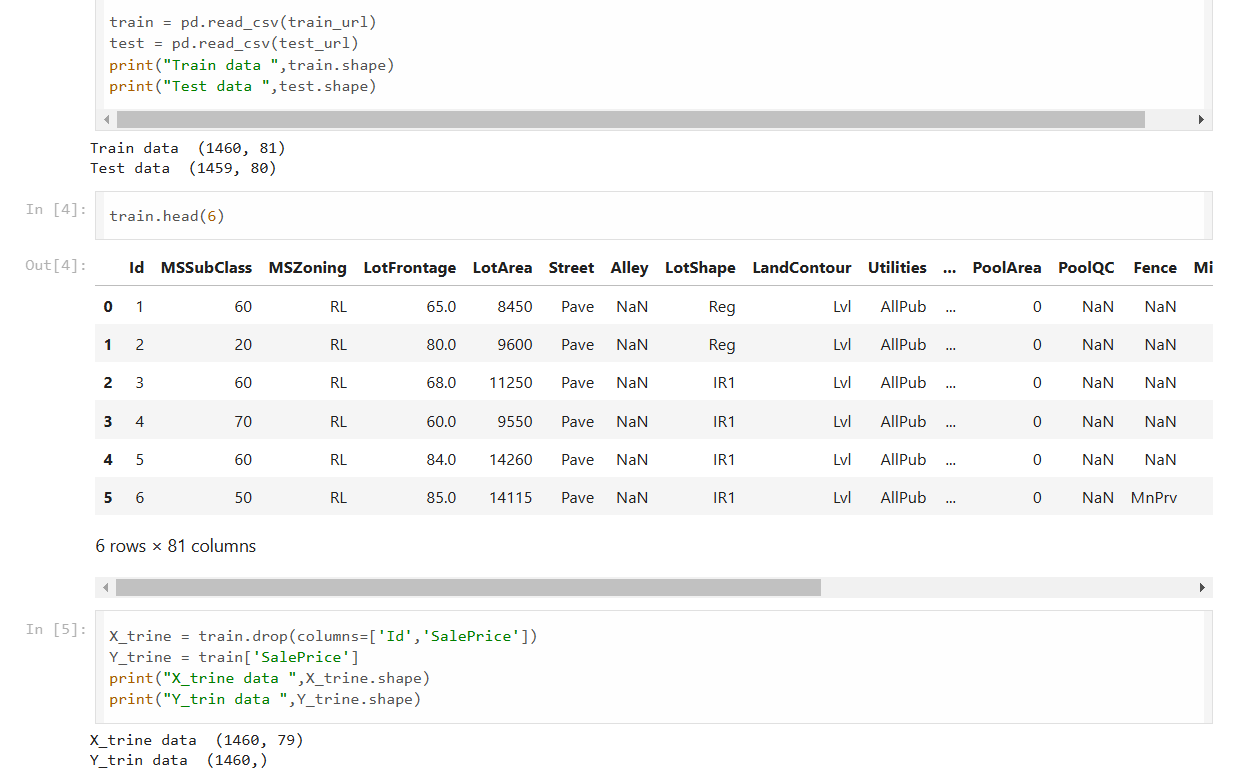 train = pd.read_csv(train_url)
test = pd.read_csv(test_url)
print("Train data ",train.shape)
print("Test data ",test.shape)
Train data  (1460, 81)
Test data  (1459, 80)
In [4]:
train.head(6)
Out[4]:
Id MSSubClass MSZoning LotFrontage LotArea Street Alley LotShape LandContour Utilities ... PoolArea PoolQC Fence Mi
0 1 60 RL 65.0 8450 Pave NaN Reg Lvl AllPub ... 0 NaN NaN
1 2 20 RL 80.0 9600 Pave NaN Reg Lvl AllPub ... 0 NaN NaN
2 3 60 RL 68.0 11250 Pave NaN IR1 Lvl AllPub ... 0 NaN NaN
3 4 70 RL 60.0 9550 Pave NaN IR1 Lvl AllPub ... 0 NaN NaN
4 5 60 RL 84.0 14260 Pave NaN IR1 Lvl AllPub ... 0 NaN NaN
5 6 50 RL 85.0 14115 Pave NaN IR1 Lvl AllPub ... 0 NaN MnPrv
6 rows × 81 columns
In [5]:
X_trine = train.drop(columns=['Id','SalePrice'])
Y_trine = train['SalePrice']
print("X_trine data ",X_trine.shape)
print("Y_trin data ",Y_trine.shape)
X_trine data  (1460, 79)
Y_trin data  (1460,)